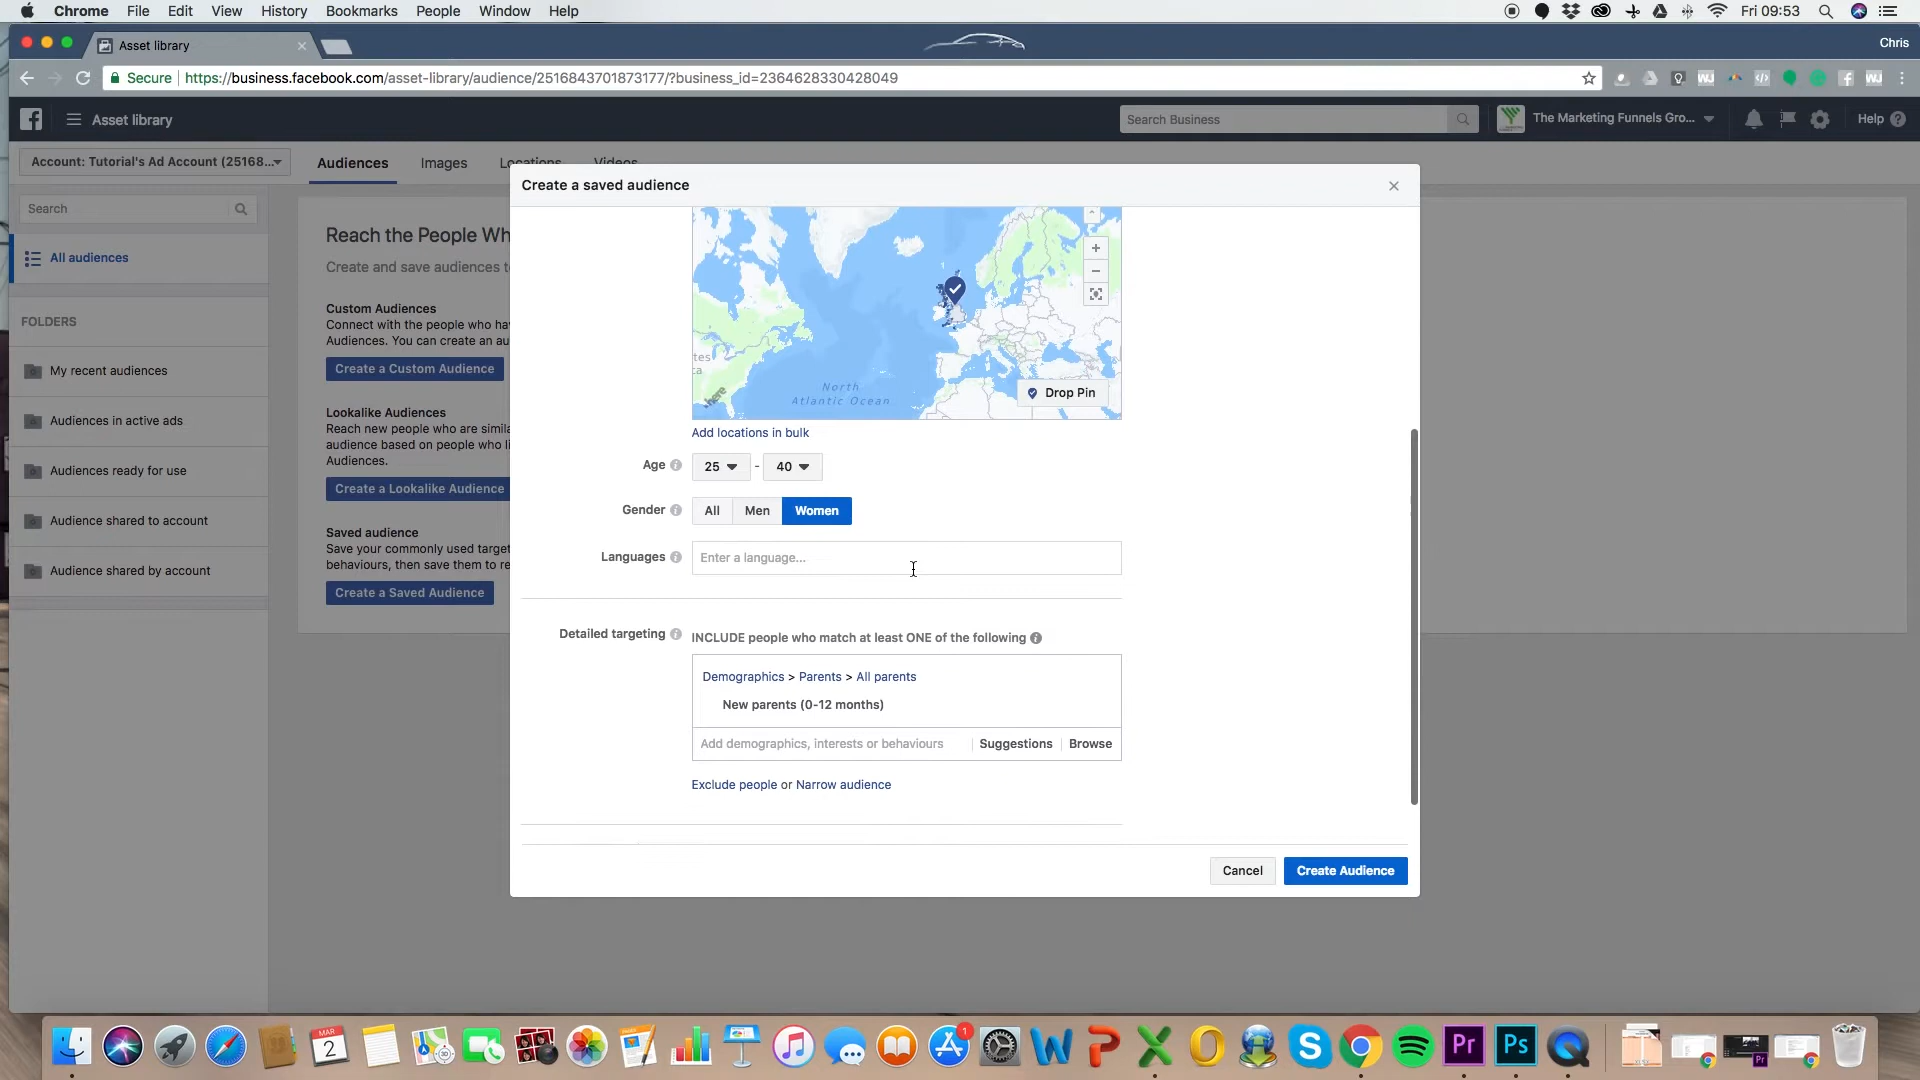 Chrome File Edit View History Bookmarks People Window Help
Fri 09:53
Asset library
Chris
Secure | https://business.facebook.com/asset-library/audience/2516843701873177/?business_id=2364628330428049
Asset library
Search Business
The Marketing Funnels Gro...
Help
Account: Tutorial's Ad Account (25168...
Audiences Images Locations Videos
Search
All audiences
FOLDERS
My recent audiences
Audiences in active ads
Audiences ready for use
Audience shared to account
Audience shared by account
Reach the People Wh
Create and save audiences to
Custom Audiences
Connect with the people who ha
Audiences. You can create an au
Create a Custom Audience
Lookalike Audiences
Reach new people who are simila
audience based on people who li
Audiences.
Create a Lookalike Audience
Saved audience
Save your commonly used target
behaviours, then save them to re
Create a Saved Audience
Create a saved audience
North
Atlantic Ocean
here
Drop Pin
Add locations in bulk
Age 25 - 40
Gender All Men Women
Languages Enter a language...
Detailed targeting INCLUDE people who match at least ONE of the following
Demographics > Parents > All parents
New parents (0-12 months)
Add demographics, interests or behaviours Suggestions Browse
Exclude people or Narrow audience
Cancel Create Audience
MAR
2
1
Pr
Ps